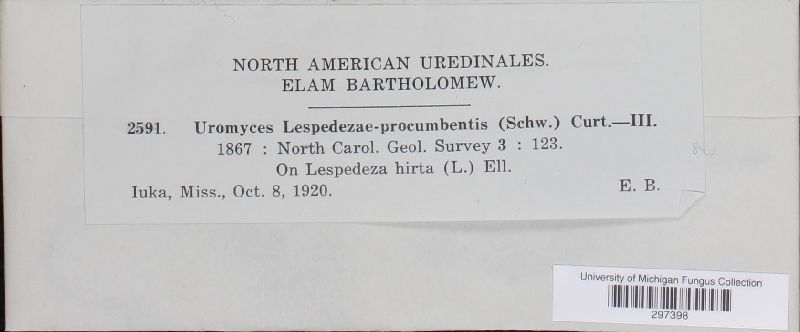 NORTH AMERICAN UREDINALES.
ELAM BARTHOLOMEW.
2591. Uromyces Lespedezae-procumbentis (Schw.) Curt.—III.
1867 : North Carol. Geol. Survey 3 : 123.
On Lespedeza hirta (L.) Ell.
Iuka, Miss., Oct. 8, 1920. E. B.
University of Michigan Fungus Collection
297398